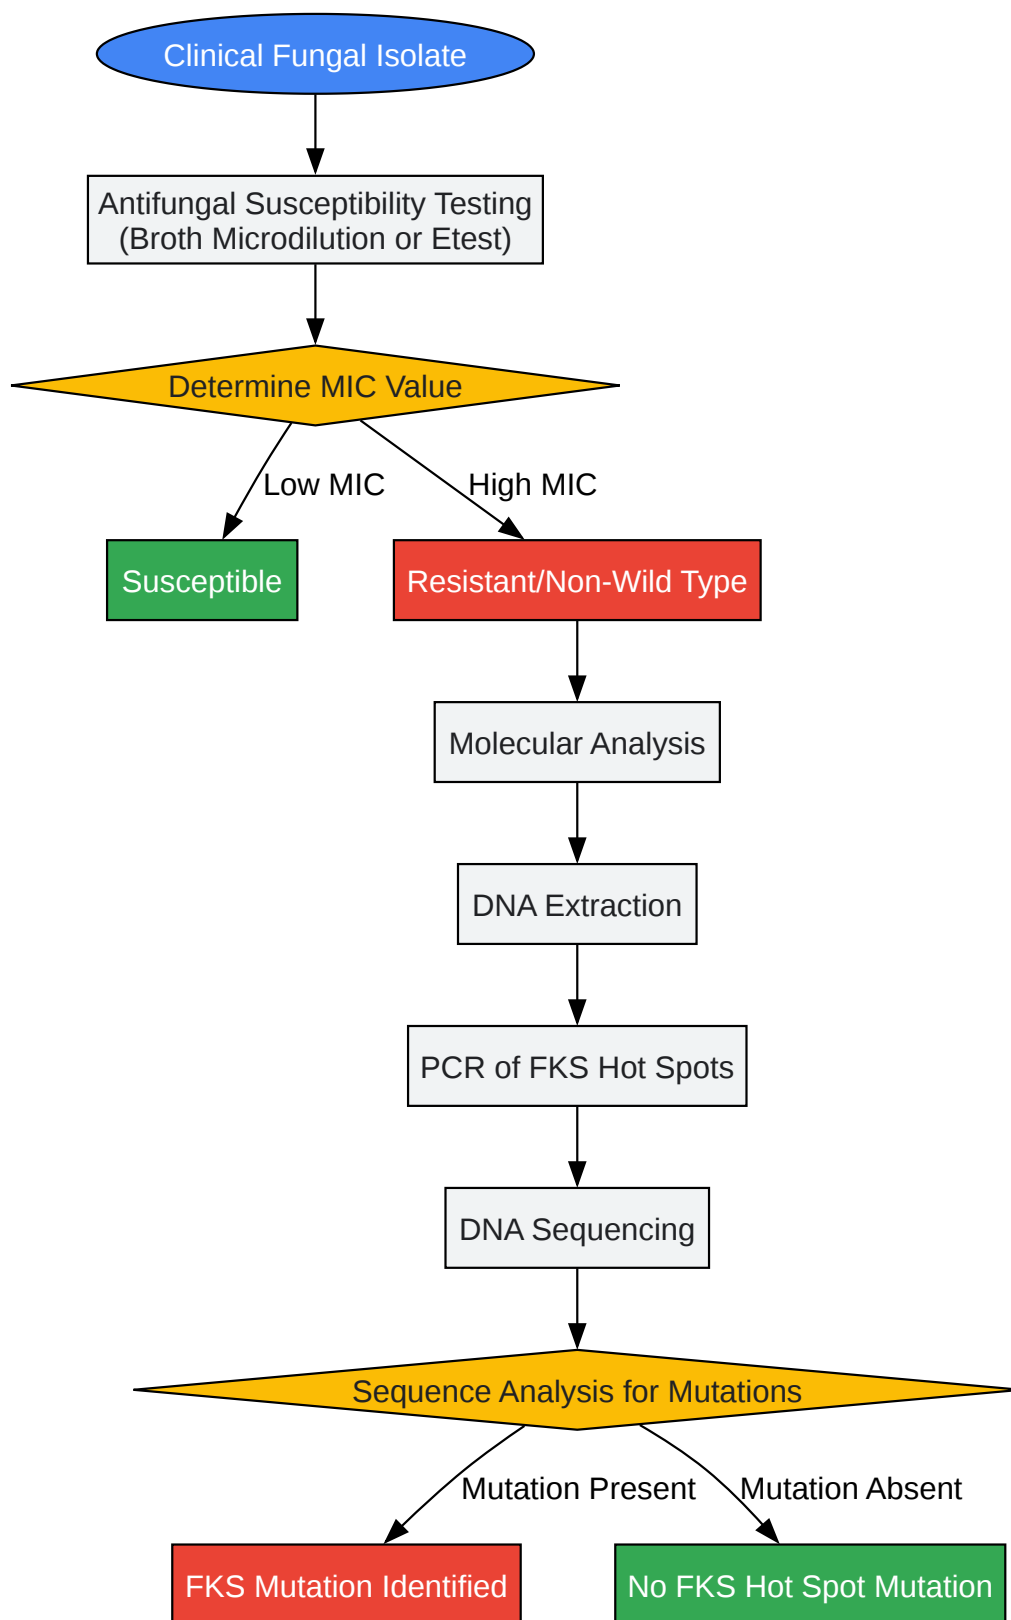 Clinical Fungal Isolate
Antifungal Susceptibility Testing
(Broth Microdilution or Etest)
Determine MIC Value
Low MIC
High MIC
Susceptible
Resistant/Non-Wild Type
Molecular Analysis
DNA Extraction
PCR of FKS Hot Spots
DNA Sequencing
Sequence Analysis for Mutations
Mutation Present
Mutation Absent
FKS Mutation Identified
No FKS Hot Spot Mutation